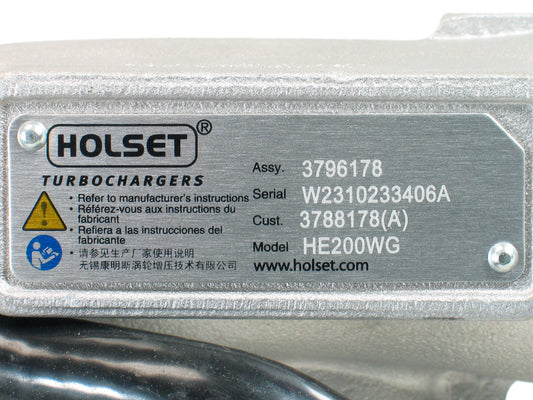 HOLSET®
TURBOCHARGERS
Assy. 3796178
Serial W2310233406A
Cust. 3788178(A)
Model HE200WG
www.holset.com
• Refer to manufacturer's instructions
• Référez-vous aux instructions du
fabricant
• Refiera a las instrucciones del
fabricante
• 请参见生产厂家使用说明
无锡康明斯涡轮增压技术有限公司